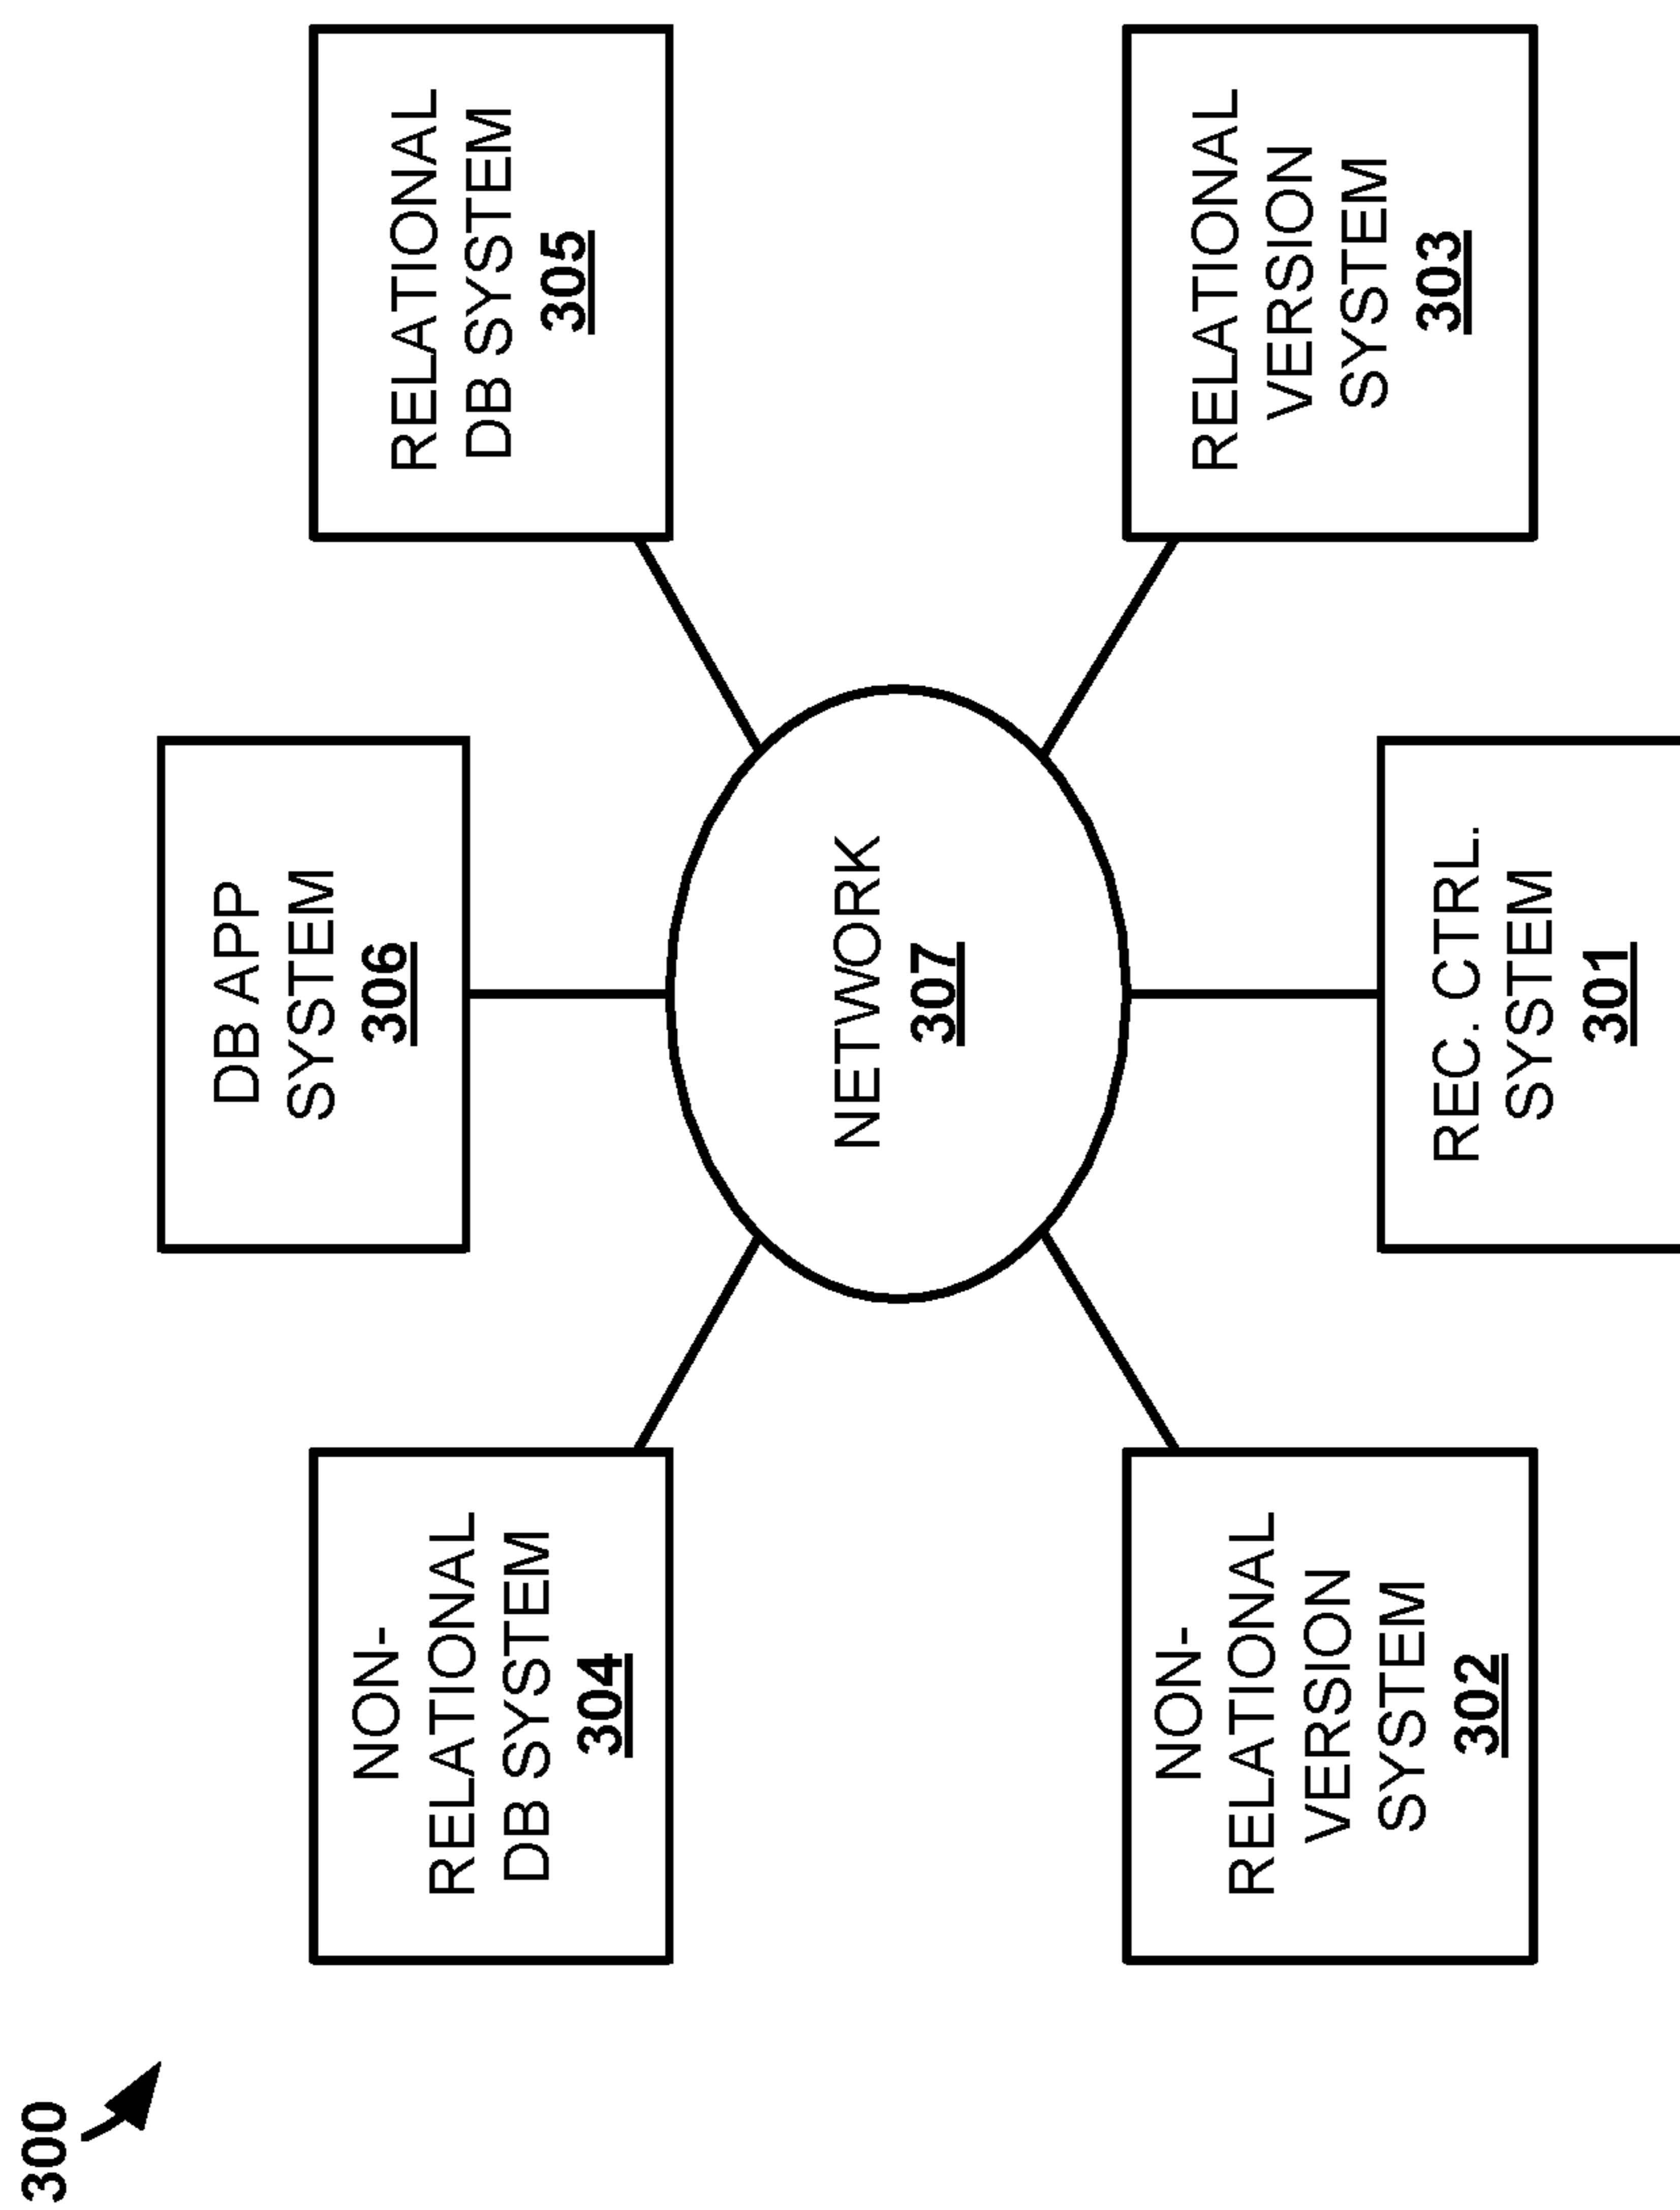 300
DB APP
SYSTEM
306
NON-
RELATIONAL
DB SYSTEM
304
RELATIONAL
DB SYSTEM
305
NETWORK
307
NON-
RELATIONAL
VERSION
SYSTEM
302
RELATIONAL
VERSION
SYSTEM
303
REC. CTRL.
SYSTEM
301